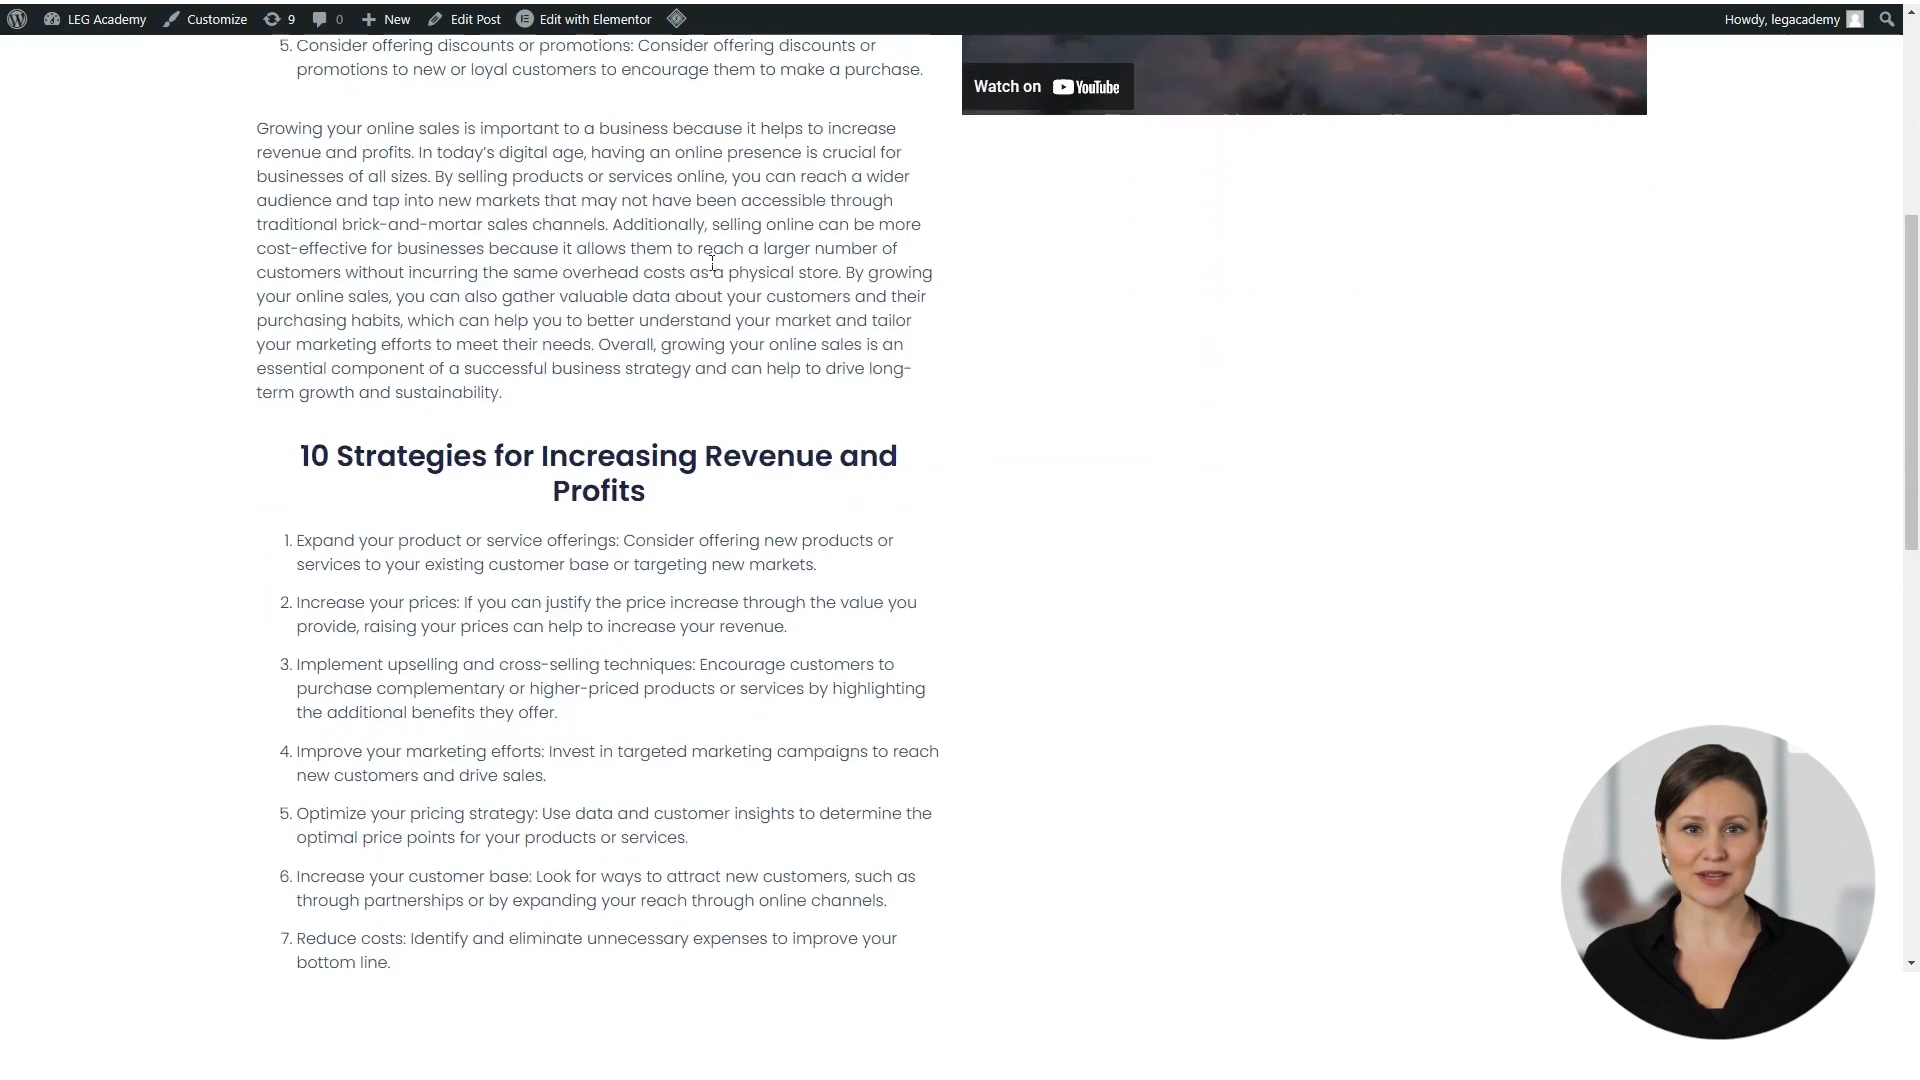 LEG Academy Customize 9 0 New Edit Post Edit with Elementor Howdy, legacademy
5. Consider offering discounts or promotions: Consider offering discounts or
promotions to new or loyal customers to encourage them to make a purchase.
Watch on YouTube
Growing your online sales is important to a business because it helps to increase
revenue and profits. In today’s digital age, having an online presence is crucial for
businesses of all sizes. By selling products or services online, you can reach a wider
audience and tap into new markets that may not have been accessible through
traditional brick-and-mortar sales channels. Additionally, selling online can be more
cost-effective for businesses because it allows them to reach a larger number of
customers without incurring the same overhead costs as a physical store. By growing
your online sales, you can also gather valuable data about your customers and their
purchasing habits, which can help you to better understand your market and tailor
your marketing efforts to meet their needs. Overall, growing your online sales is an
essential component of a successful business strategy and can help to drive long-
term growth and sustainability.
10 Strategies for Increasing Revenue and
Profits
1. Expand your product or service offerings: Consider offering new products or
services to your existing customer base or targeting new markets.
2. Increase your prices: If you can justify the price increase through the value you
provide, raising your prices can help to increase your revenue.
3. Implement upselling and cross-selling techniques: Encourage customers to
purchase complementary or higher-priced products or services by highlighting
the additional benefits they offer.
4. Improve your marketing efforts: Invest in targeted marketing campaigns to reach
new customers and drive sales.
5. Optimize your pricing strategy: Use data and customer insights to determine the
optimal price points for your products or services.
6. Increase your customer base: Look for ways to attract new customers, such as
through partnerships or by expanding your reach through online channels.
7. Reduce costs: Identify and eliminate unnecessary expenses to improve your
bottom line.